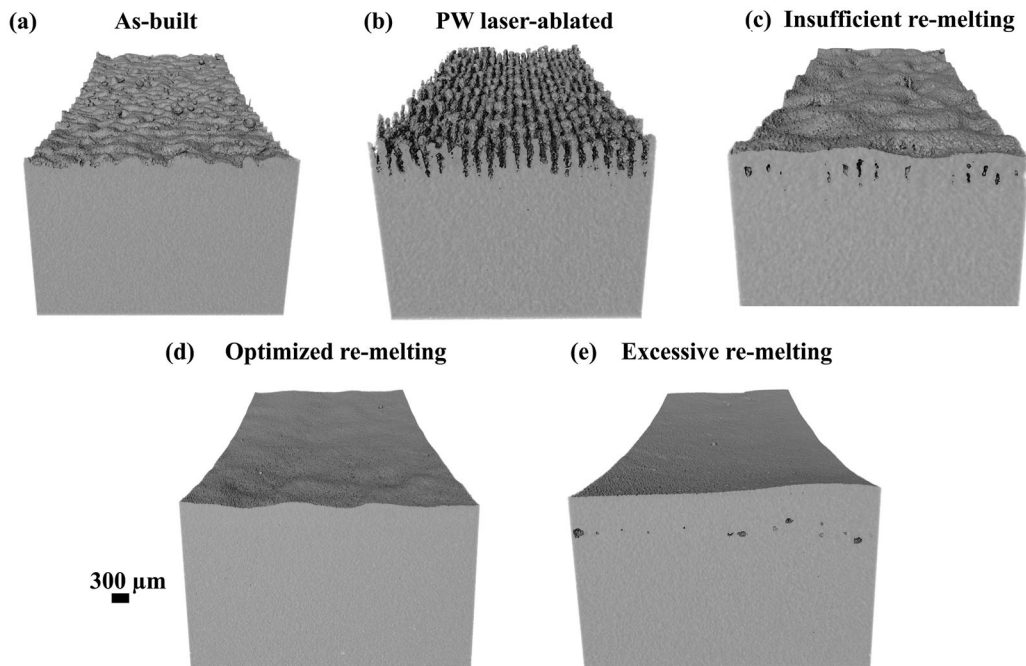 (a) As-built
(b) PW laser-ablated
(c) Insufficient re-melting
(d) Optimized re-melting
(e) Excessive re-melting
300 µm